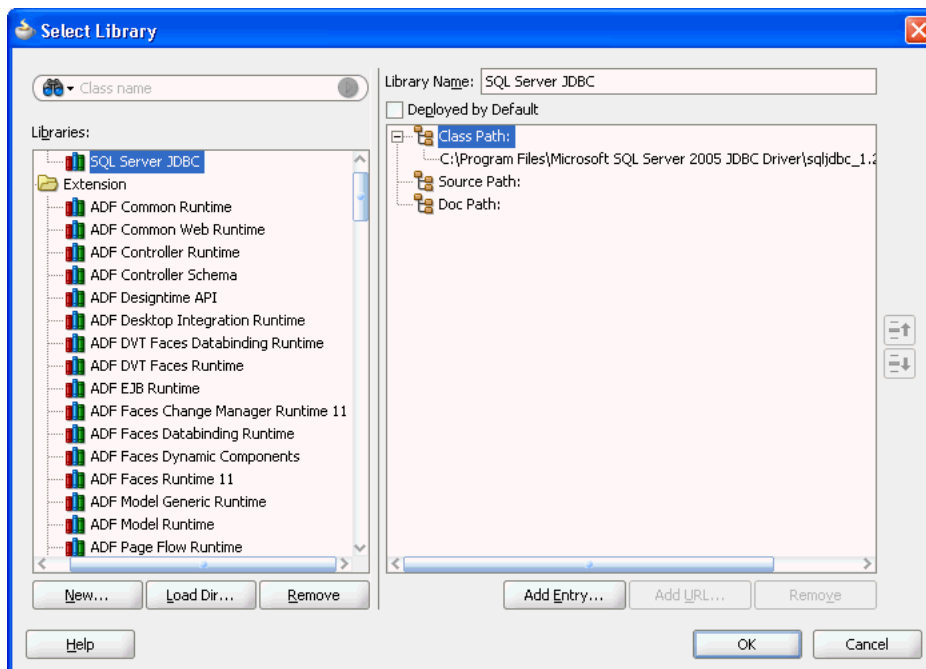 Select Library
Class name
Libraries:
SQL Server JDBC
Extension
ADF Common Runtime
ADF Common Web Runtime
ADF Controller Runtime
ADF Controller Schema
ADF Designtime API
ADF Desktop Integration Runtime
ADF DVT Faces Databinding Runtime
ADF DVT Faces Runtime
ADF EJB Runtime
ADF Faces Change Manager Runtime 11
ADF Faces Databinding Runtime
ADF Faces Dynamic Components
ADF Faces Runtime 11
ADF Model Generic Runtime
ADF Model Runtime
ADF Page Flow Runtime
New...
Load Dir...
Remove
Library Name: SQL Server JDBC
Deployed by Default
Class Path:
C:\Program Files\Microsoft SQL Server 2005 JDBC Driver\sqljdbc_1.2
Source Path:
Doc Path:
Add Entry...
Add URL...
Remove
Help
OK
Cancel